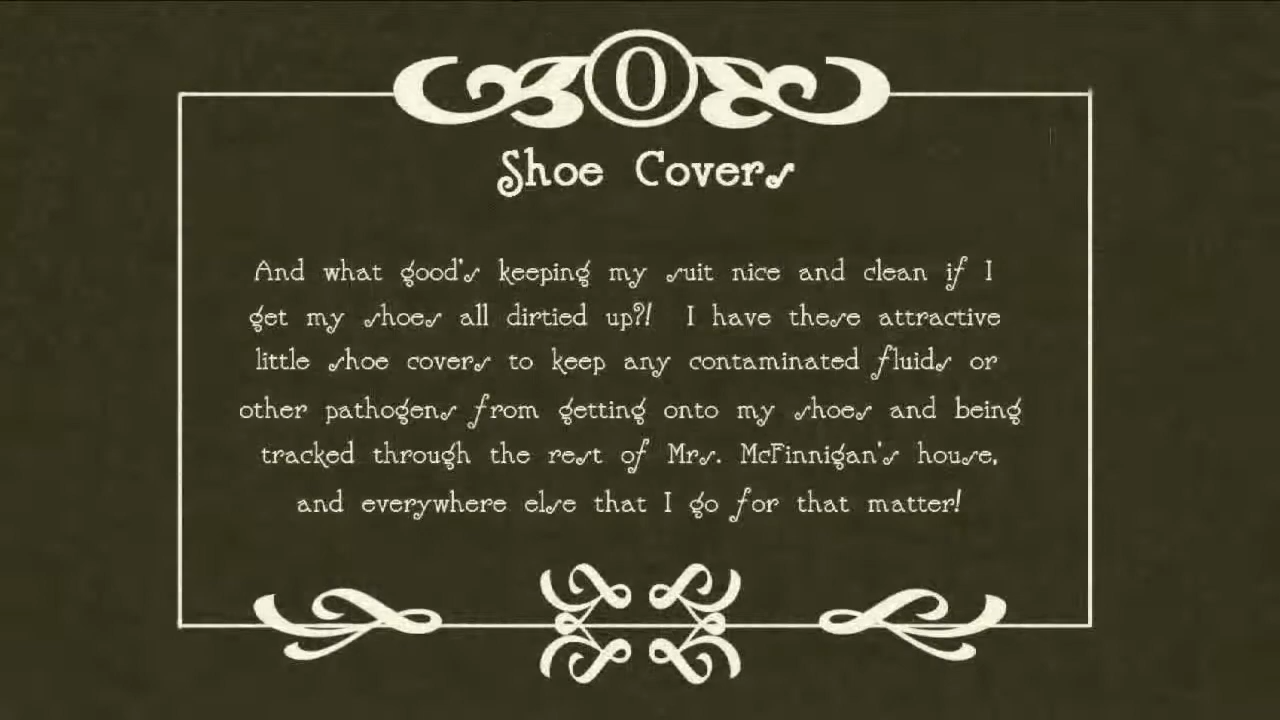 O
Shoe Covers
And what good's keeping my suit nice and clean if I
get my shoes all dirtied up?! I have these attractive
little shoe covers to keep any contaminated fluids or
other pathogens from getting onto my shoes and being
tracked through the rest of Mrs. McFinnigan's house,
and everywhere else that I go for that matter!